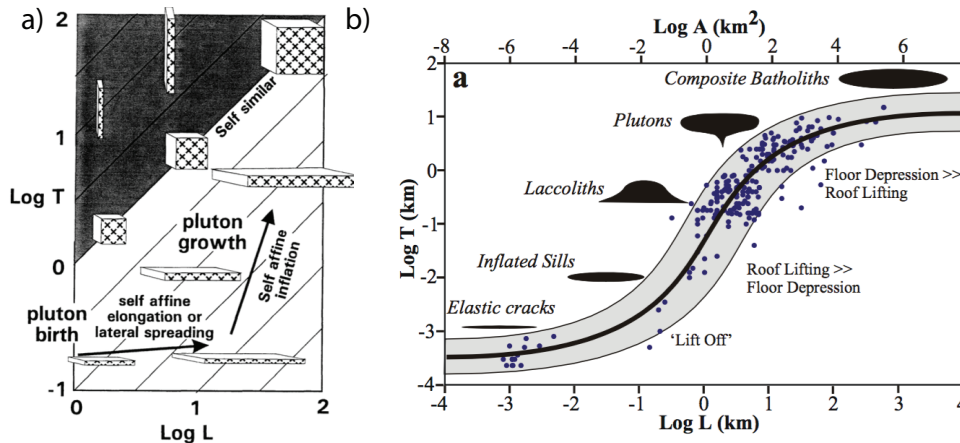 a)
2
1
Log T
0
-1
0
1
2
Log L
Self similar
pluton
growth
Self affine
inflation
pluton
birth
self affine
elongation or
lateral spreading
b)
Log A (km2)
-8
-6
-4
-2
0
2
4
6
a
2
1
0
-1
-2
-3
-4
Log T (km)
Composite Batholiths
Plutons
Laccoliths
Inflated Sills
Elastic cracks
Floor Depression >>
Roof Lifting
Roof Lifting >>
Floor Depression
'Lift Off'
-4
-3
-2
-1
0
1
2
3
4
Log L (km)